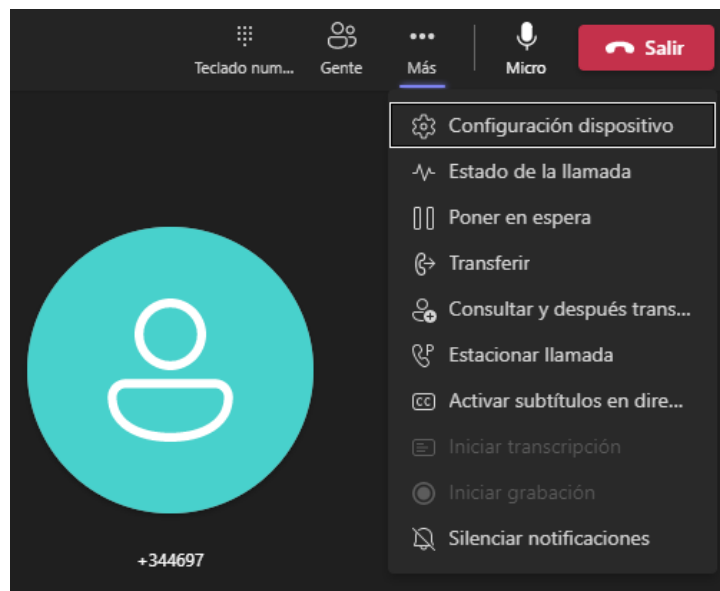 Teclado num...
Gente
Más
Micro
Salir
Configuración dispositivo
Estado de la llamada
Poner en espera
Transferir
Consultar y después trans...
Estacionar llamada
CC Activar subtítulos en dire...
Iniciar transcripción
Iniciar grabación
Silenciar notificaciones
+344697